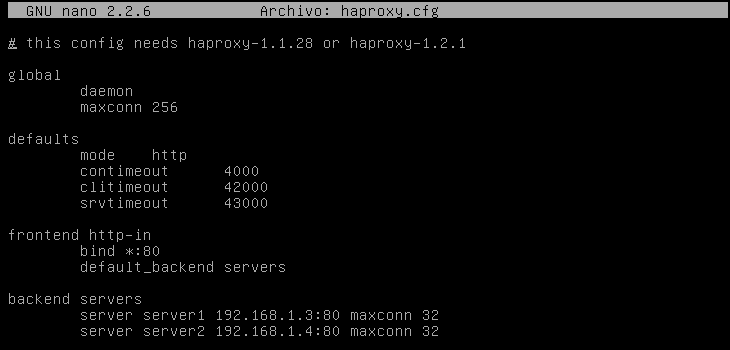 GNU nano 2.2.6 Archivo: haproxy.cfg
# this config needs haproxy-1.1.28 or haproxy-1.2.1
global
daemon
maxconn 256
defaults
mode http
contimeout 4000
clitimeout 42000
srvtimeout 43000
frontend http-in
bind *:80
default_backend servers
backend servers
server server1 192.168.1.3:80 maxconn 32
server server2 192.168.1.4:80 maxconn 32